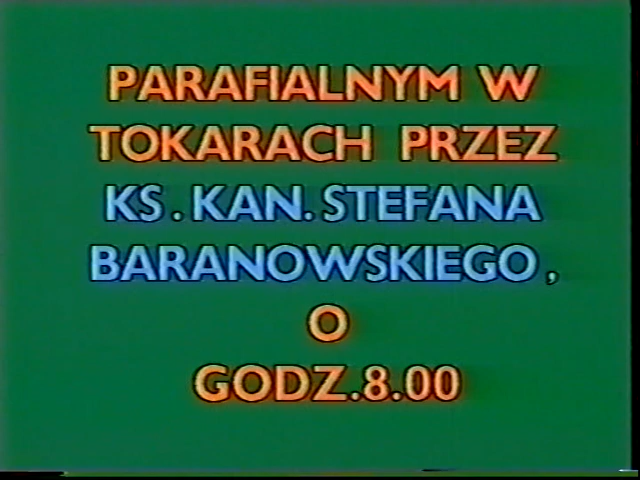 PARAFIALNYM W
TOKARACH PRZEZ
KS. KAN. STEFANA
BARANOWSKIEGO,
O
GODZ.8.00